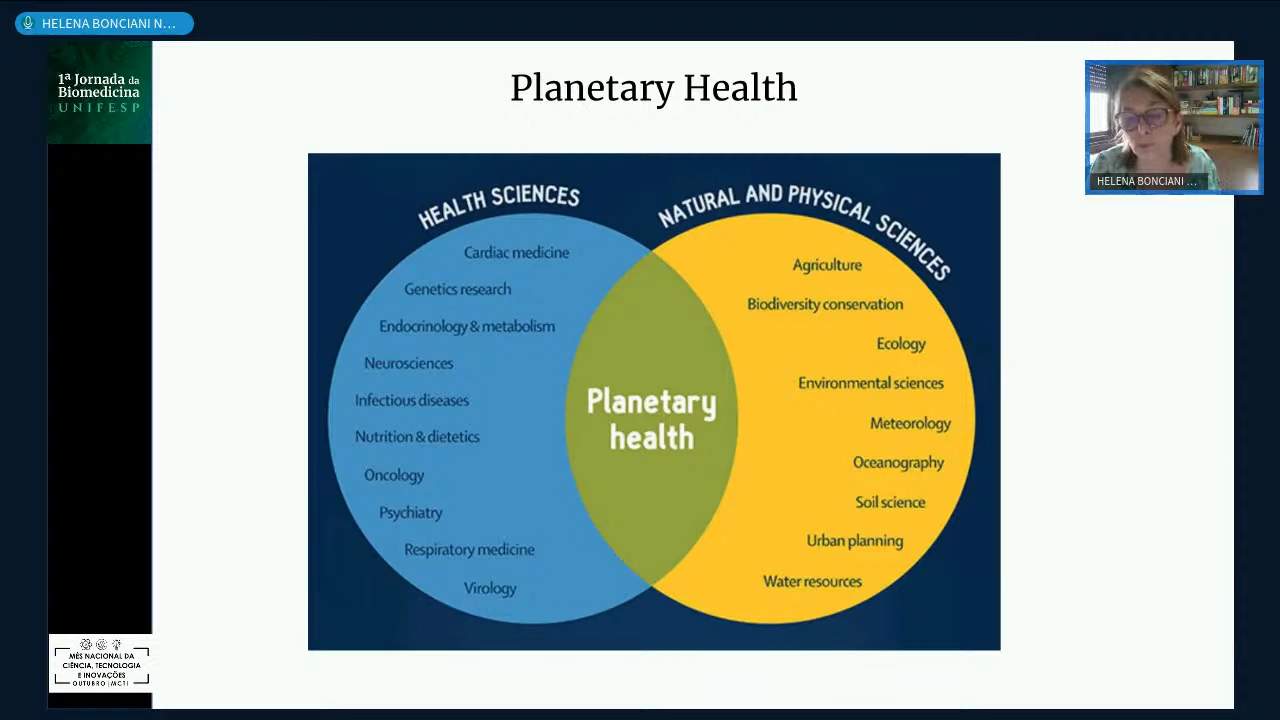 HELENA BONCIANI N...
1ª Jornada da
Biomedicina
UNIFESP
Planetary Health
HELENA BONCIANI ...
HEALTH SCIENCES
Cardiac medicine
Genetics research
Endocrinology & metabolism
Neurosciences
Infectious diseases
Nutrition & dietetics
Oncology
Psychiatry
Respiratory medicine
Virology
Planetary
health
NATURAL AND PHYSICAL SCIENCES
Agriculture
Biodiversity conservation
Ecology
Environmental sciences
Meteorology
Oceanography
Soil science
Urban planning
Water resources
MÊS NACIONAL DA
CIÊNCIA, TECNOLOGIA
E INOVAÇÕES
OUTUBRO | MCTI